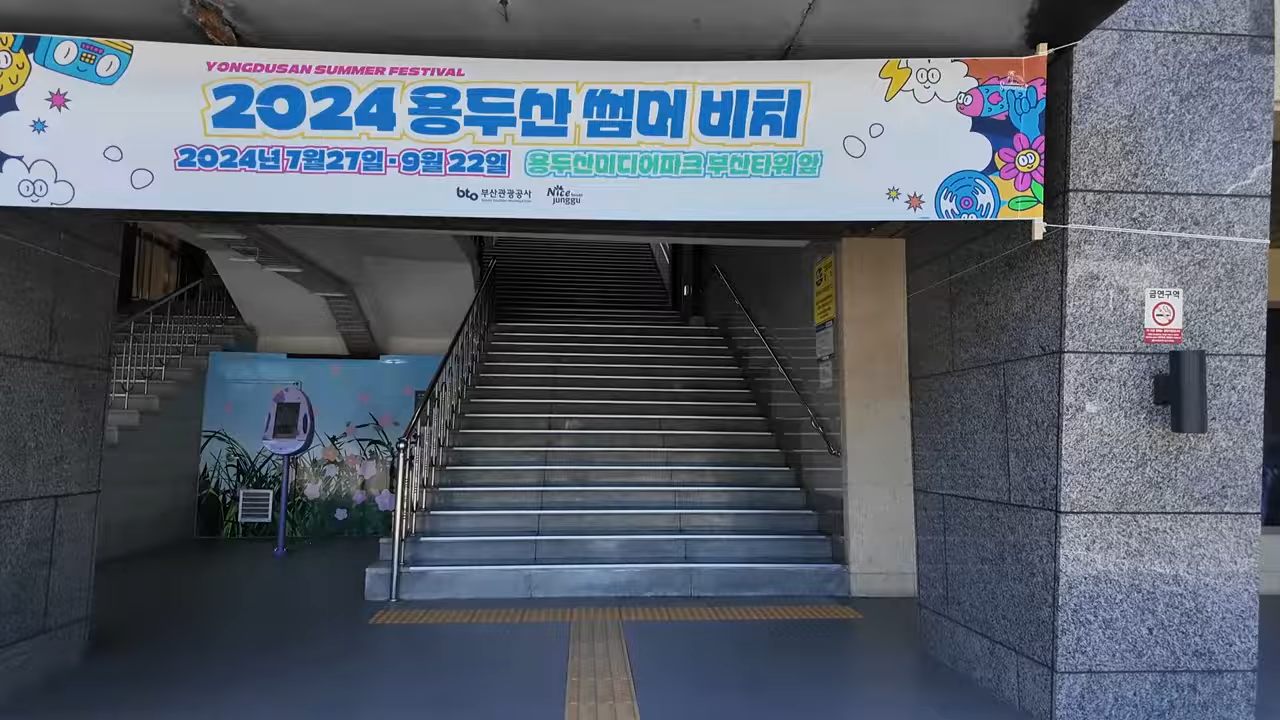 YONGDUSAN SUMMER FESTIVAL
2024 용두산 썸머 비치
2024년 7월27일-9월 22일 용두산미디어파크 부산타워 앞
bto 부산관광공사 Nice junggu
금연구역